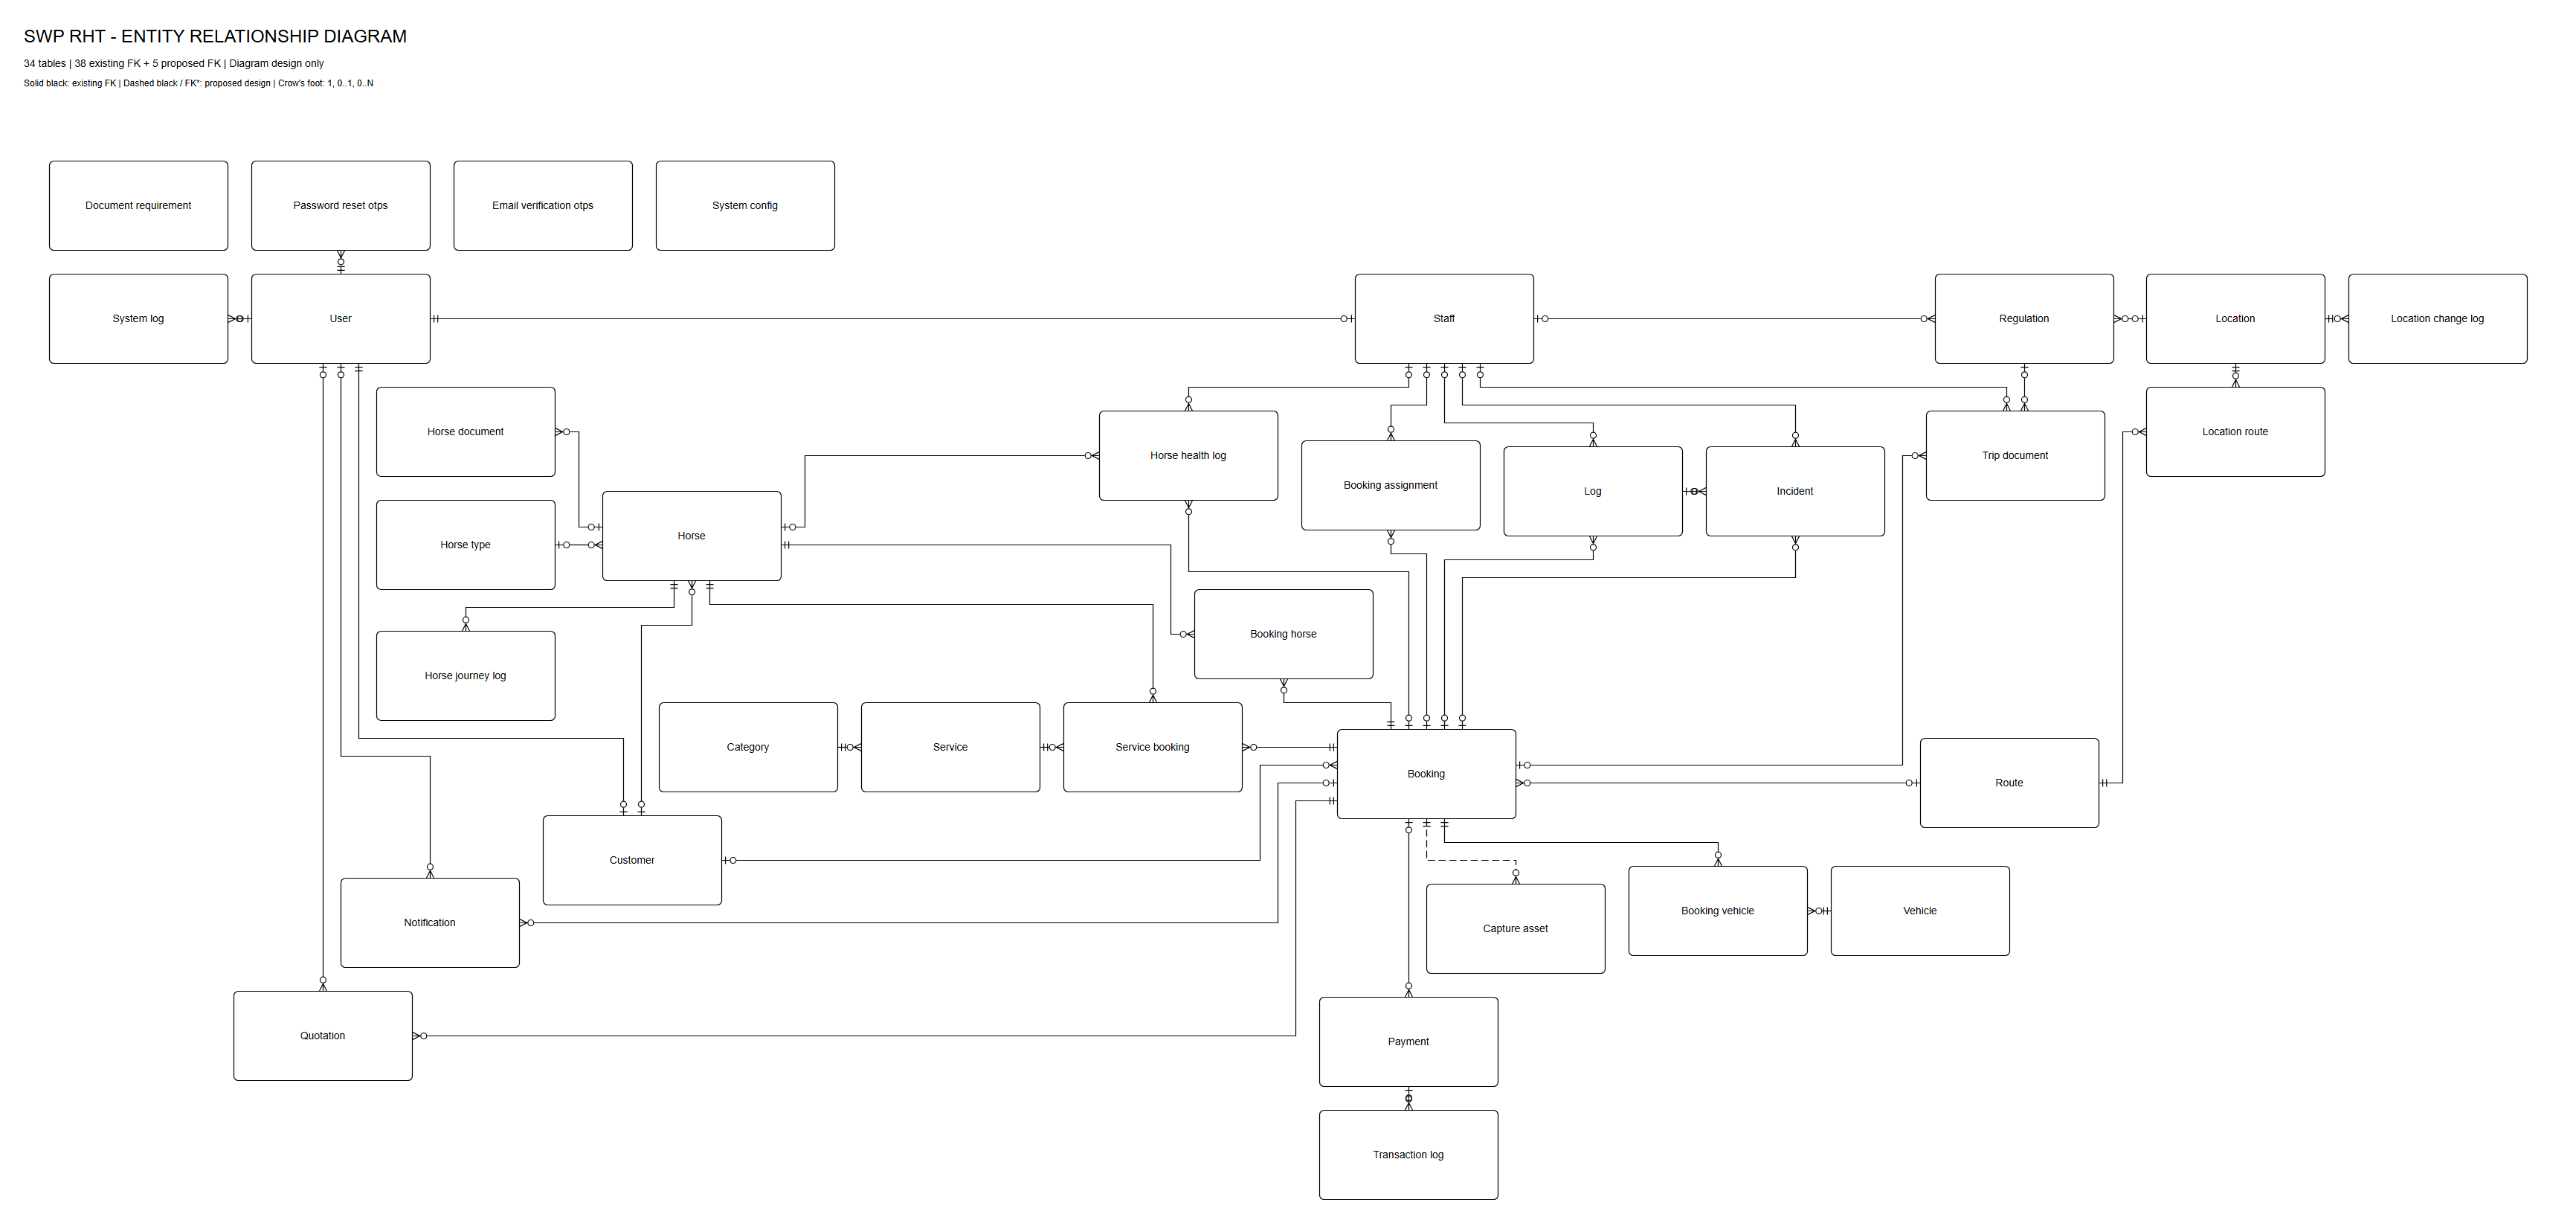 SWP RHT - ENTITY RELATIONSHIP DIAGRAM
34 tables | 38 existing FK + 5 proposed FK | Diagram design only
Solid black: existing FK | Dashed black / FK*: proposed design | Crow's foot: 1, 0..1, 0..N
Document requirement
Password reset otps
Email verification otps
System config
System log
User
Staff
Regulation
Location
Location change log
Horse document
Horse health log
Booking assignment
Log
Incident
Trip document
Location route
Horse type
Horse
Booking horse
Horse journey log
Category
Service
Service booking
Booking
Route
Customer
Notification
Capture asset
Booking vehicle
Vehicle
Quotation
Payment
Transaction log